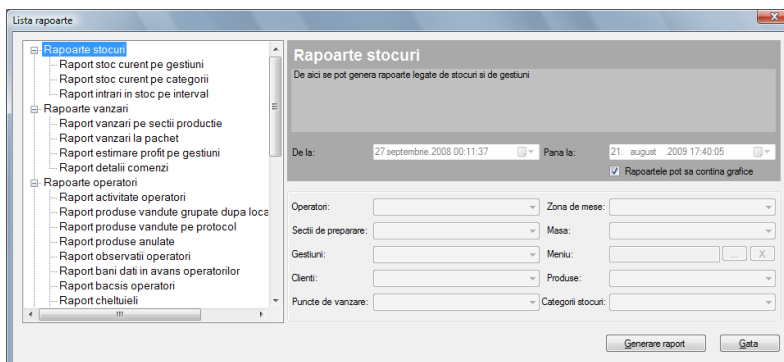 Lista rapoarte
Rapoarte stocuri
Raport stoc curent pe gestiuni
Raport stoc curent pe categorii
Raport intrari in stoc pe interval
Rapoarte vanzari
Raport vanzari pe sectii productie
Raport vanzari la pachet
Raport estimare profit pe gestiuni
Raport detalii comenzi
Rapoarte operatori
Raport activitate operatori
Raport produse vandute grupate dupa loca
Raport produse vandute pe protocol
Raport produse anulate
Raport observatii operatori
Raport bani dati in avans operatorilor
Raport bacsis operatori
Raport cheltuieli
Rapoarte stocuri
De aici se pot genera rapoarte legate de stocuri si de gestiuni
De la: 27.septembrie.2008 00:11:37 Pana la: 21. august .2009 17:40:05
Rapoartele pot sa contina grafice
Operatori: Zona de mese:
Sectii de preparare: Masa:
Gestiuni: Meniu: ... X
Clienti: Produse:
Puncte de vanzare: Categorii stocuri:
Generare raport Gata